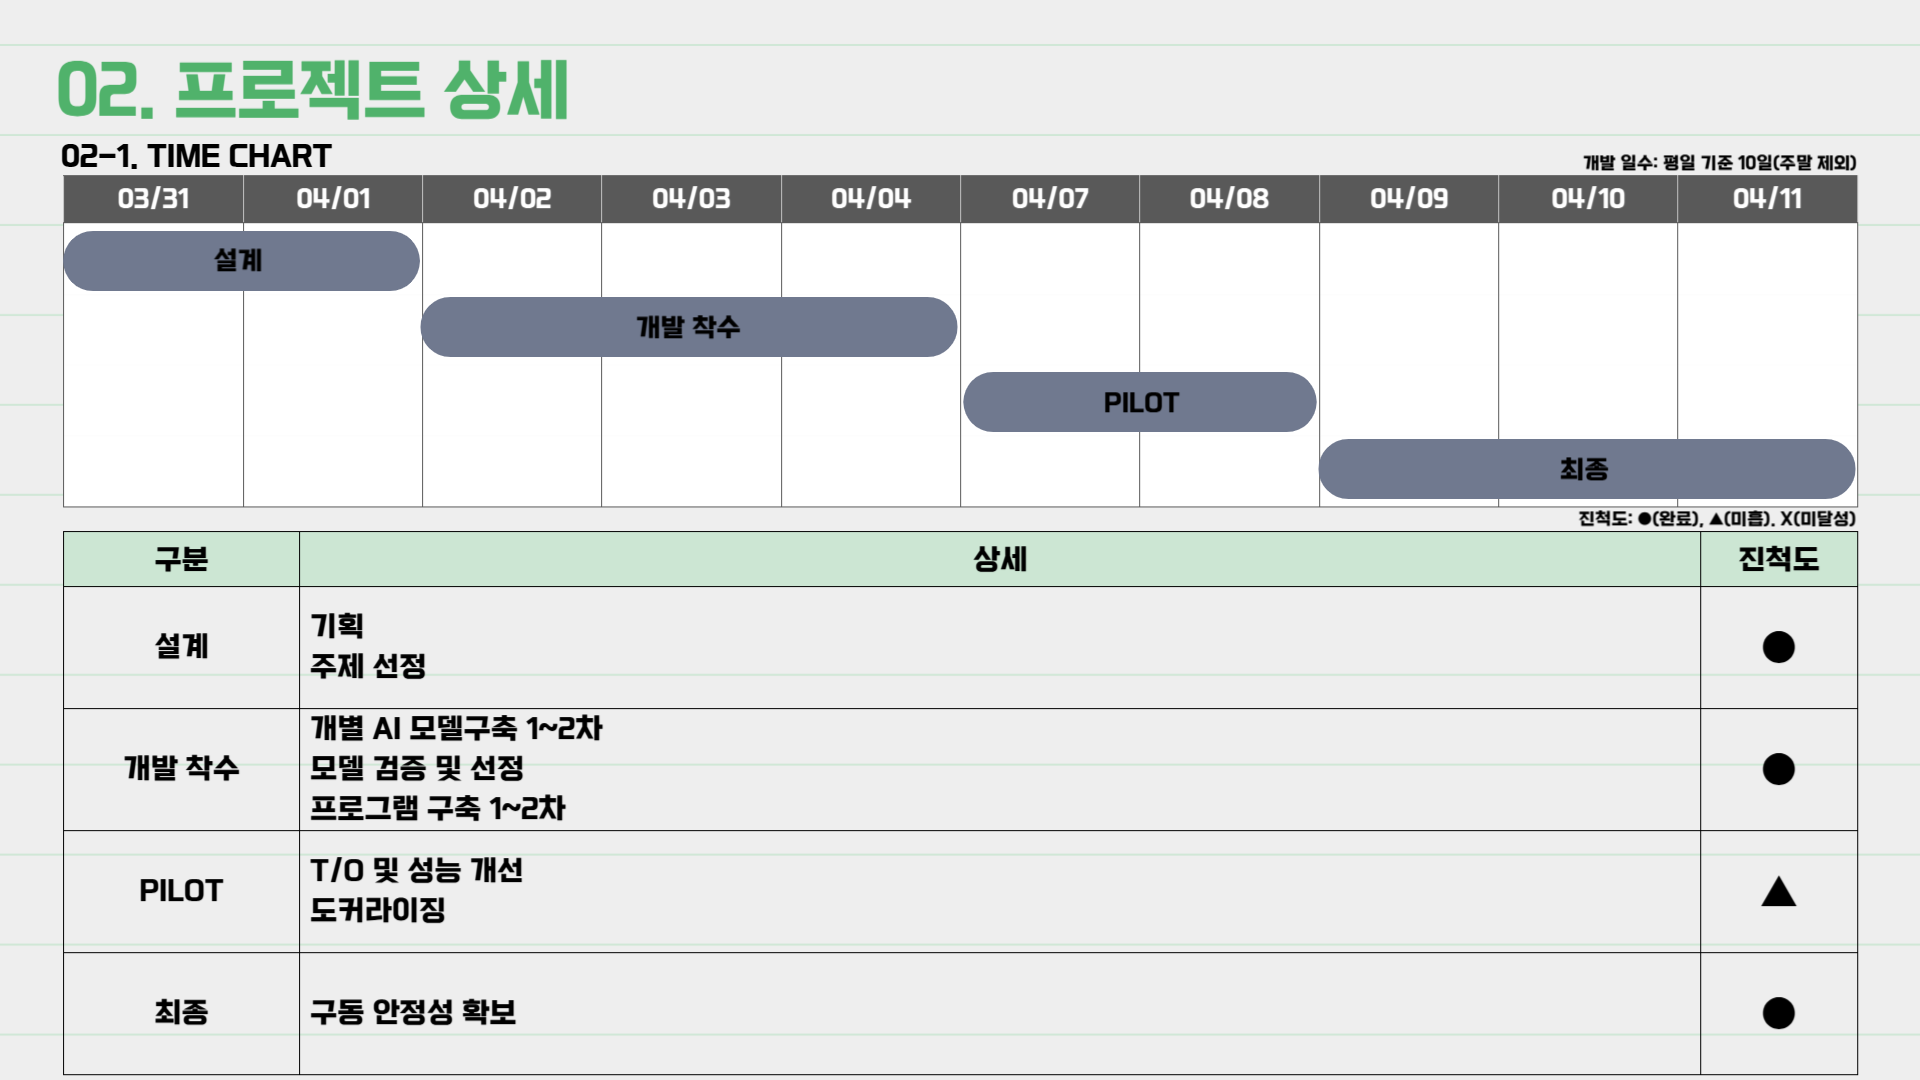 02. 프로젝트 상세
02-1. TIME CHART
개발 일수: 평일 기준 10일(주말 제외)
03/31 04/01 04/02 04/03 04/04 04/07 04/08 04/09 04/10 04/11
설계
개발 착수
PILOT
최종
진척도: ●(완료), ▲(미흡). X(미달성)
구분 상세 진척도
설계
기획
주제 선정
●
개발 착수
개별 AI 모델구축 1~2차
모델 검증 및 선정
프로그램 구축 1~2차
●
PILOT
T/O 및 성능 개선
도커라이징
▲
최종
구동 안정성 확보
●